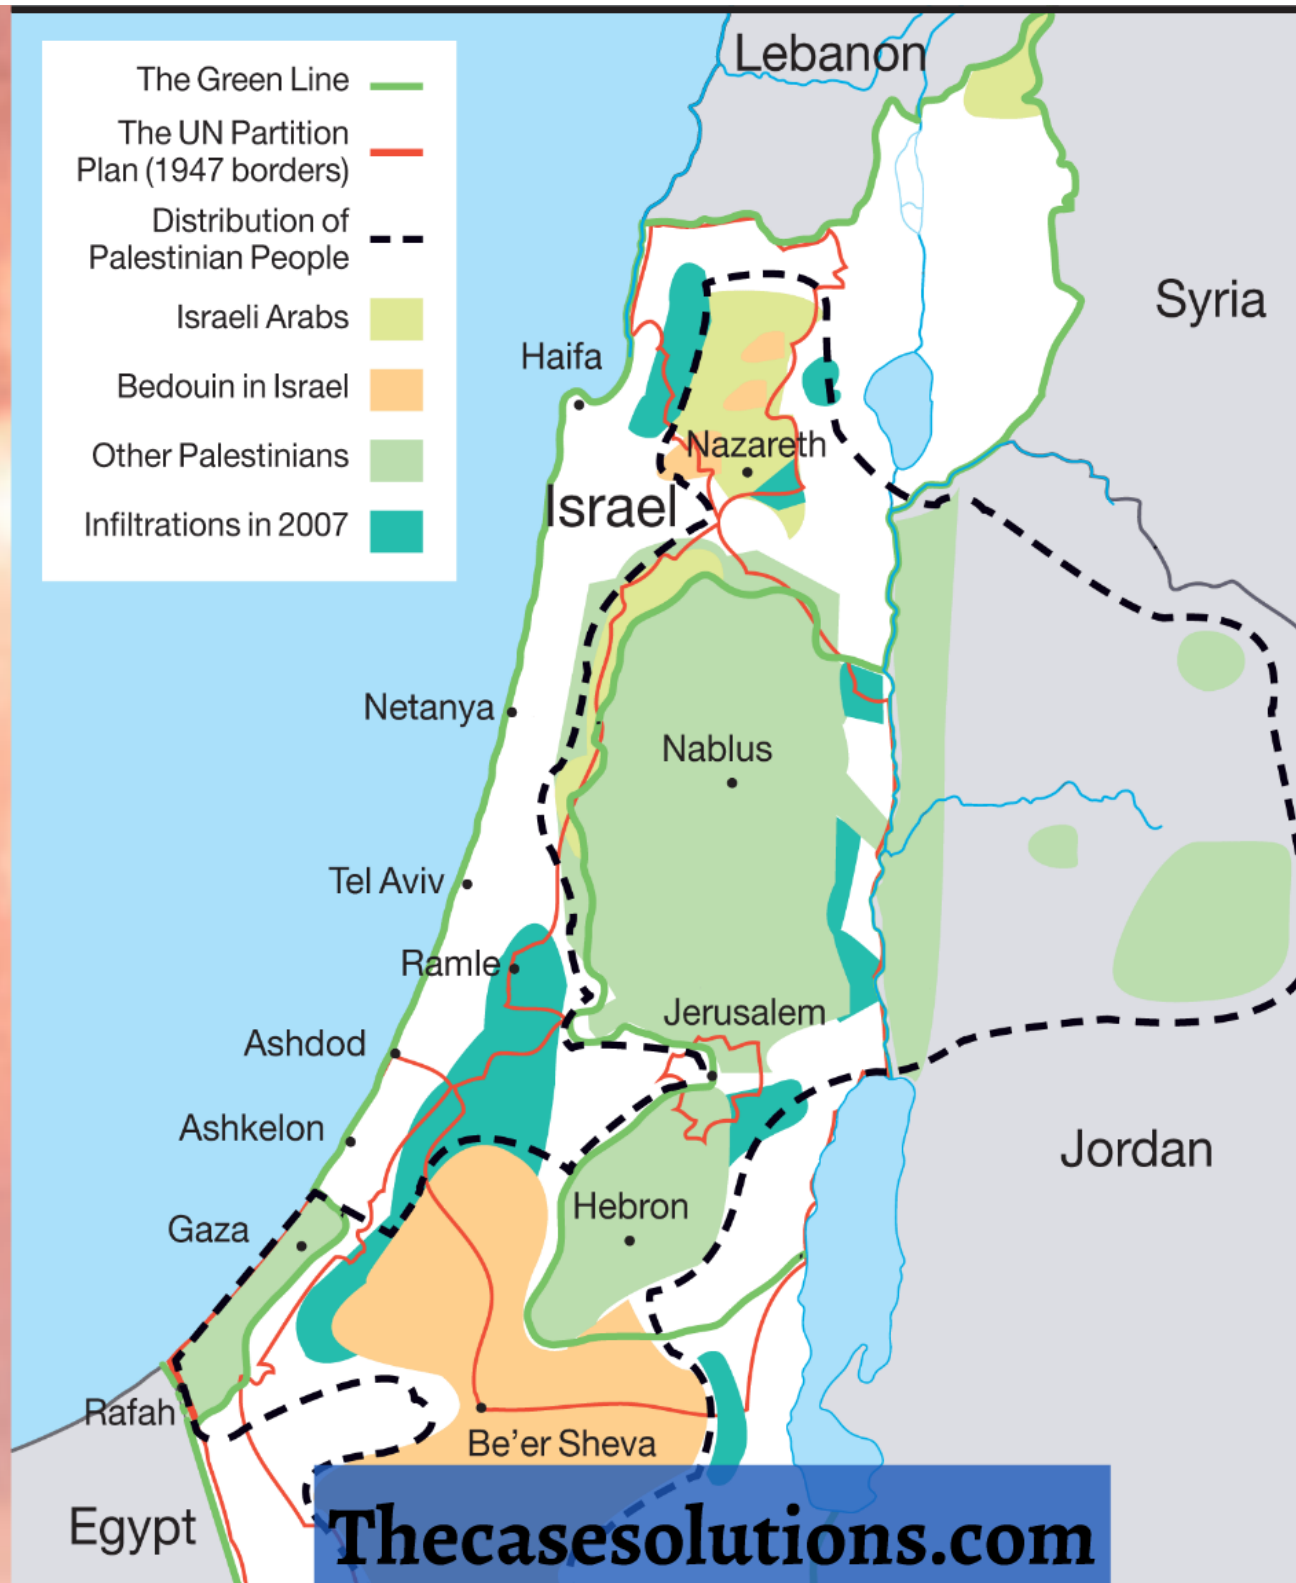 The Green Line
The UN Partition
Plan (1947 borders)
Distribution of
Palestinian People
Israeli Arabs
Bedouin in Israel
Other Palestinians
Infiltrations in 2007
Lebanon
Syria
Haifa
Nazareth
Israel
Netanya
Nablus
Tel Aviv
Ramle
Jerusalem
Ashdod
Ashkelon
Jordan
Hebron
Gaza
Rafah
Be'er Sheva
Egypt
Thecasesolutions.com